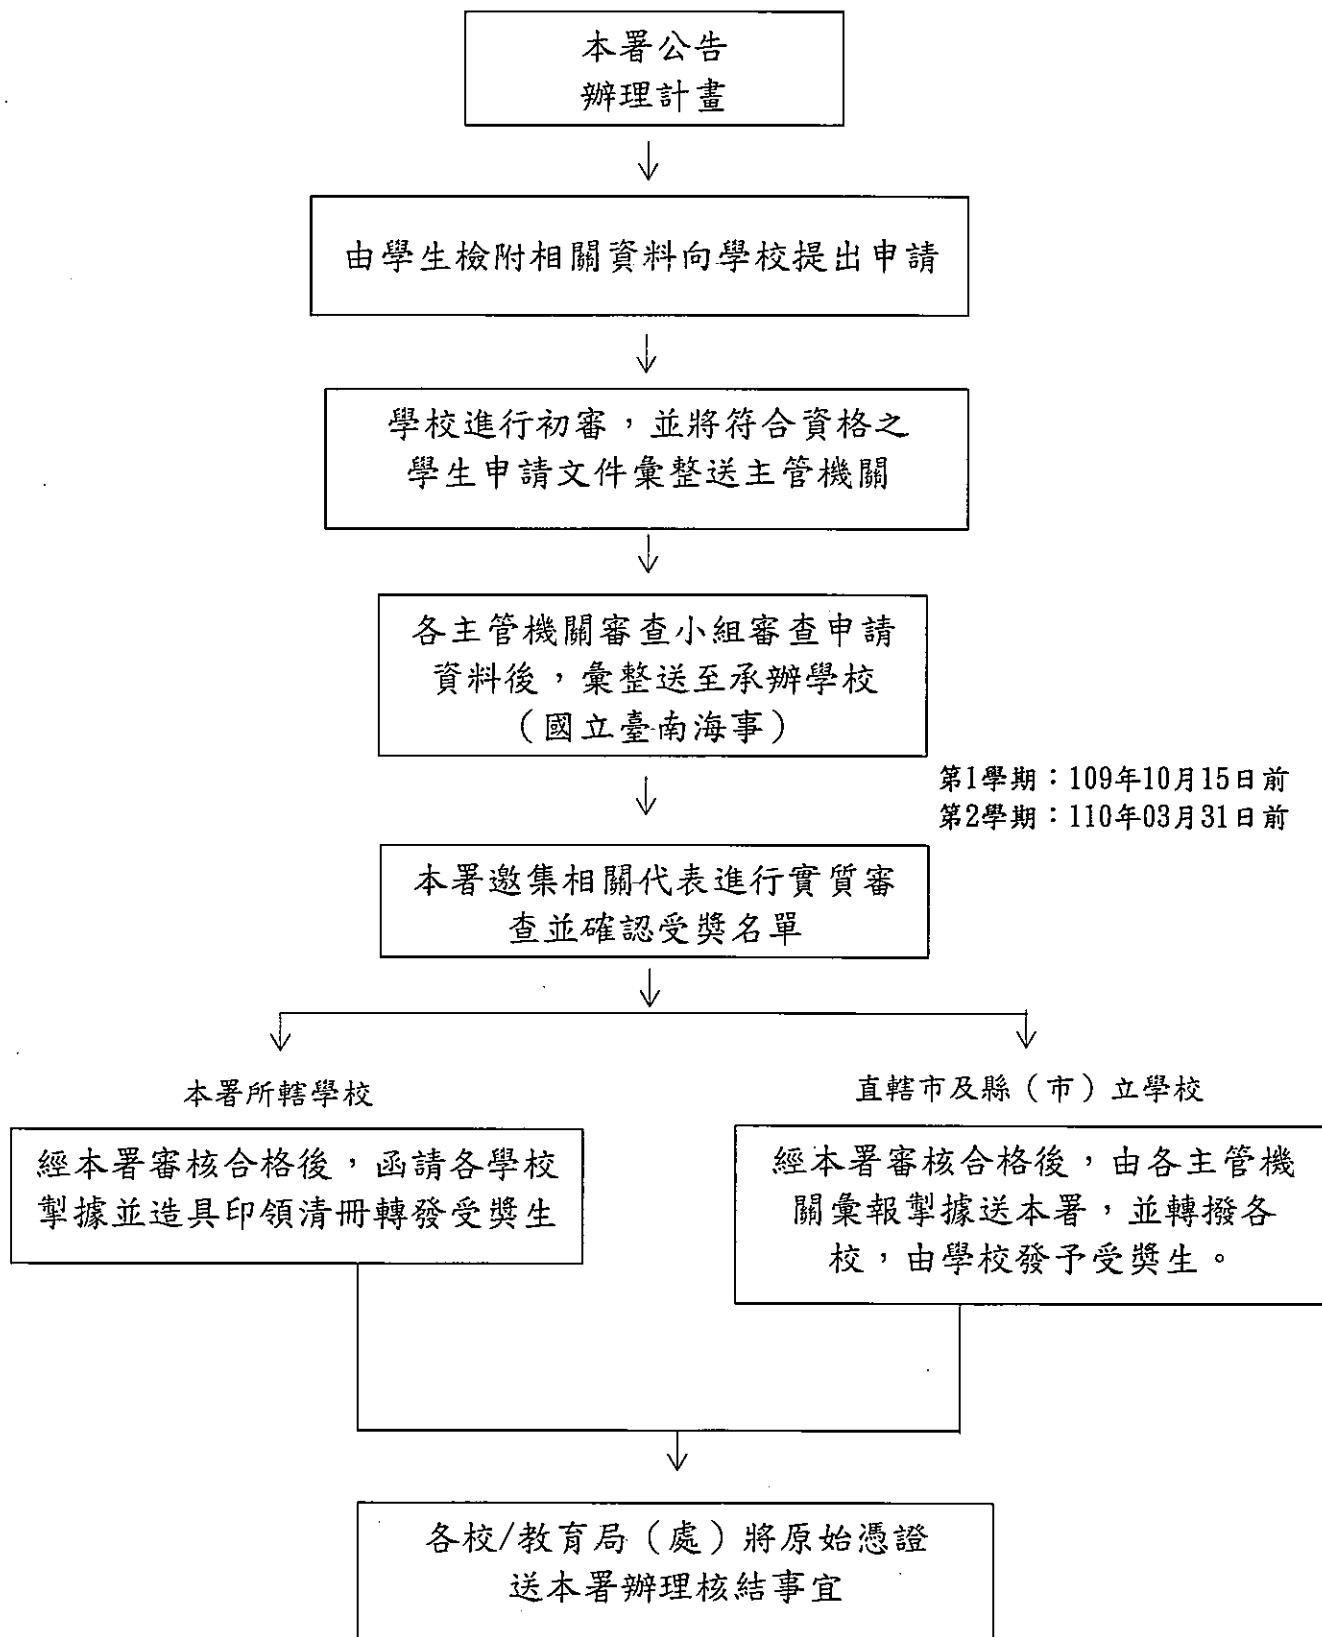 本署公告
辦理計畫
由學生檢附相關資料向學校提出申請
學校進行初審，並將符合資格之
學生申請文件彙整送主管機關
各主管機關審查小組審查申請
資料後，彙整送至承辦學校
（國立臺南海事）
第1學期：109年10月15日前
第2學期：110年03月31日前
本署邀集相關代表進行實質審
查並確認受獎名單
本署所轄學校
經本署審核合格後，函請各學校
掣據並造具印領清冊轉發受獎生
直轄市及縣（市）立學校
經本署審核合格後，由各主管機
關彙報掣據送本署，並轉撥各
校，由學校發予受獎生。
各校/教育局（處）將原始憑證
送本署辦理核結事宜